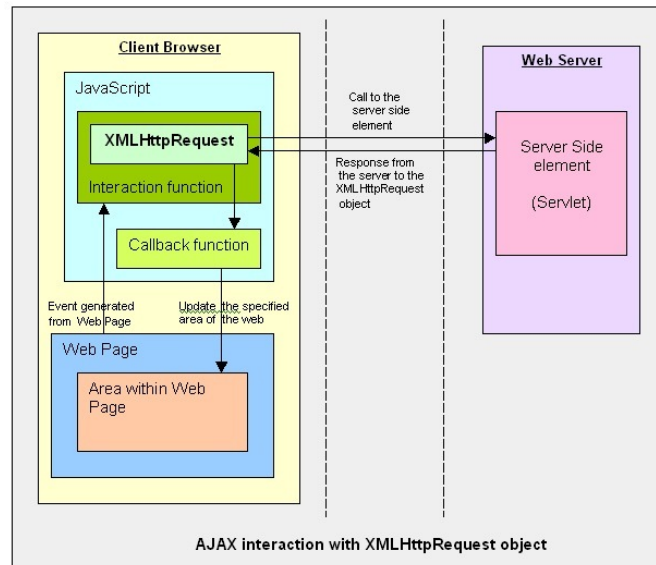 Client Browser
JavaScript
XMLHttpRequest
Interaction function
Callback function
Event generated
from Web Page
Update the specified
area of the web
Web Page
Area within Web
Page
Call to the
server side
element
Response from
the server to the
XMLHttpRequest
object
Web Server
Server Side
element
(Servlet)
AJAX interaction with XMLHttpRequest object